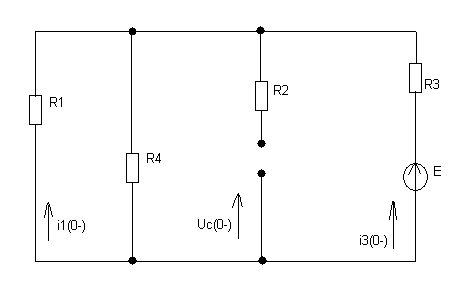 R1
R4
R2
R3
E
i1(0-)
Uc(0-)
i3(0-)